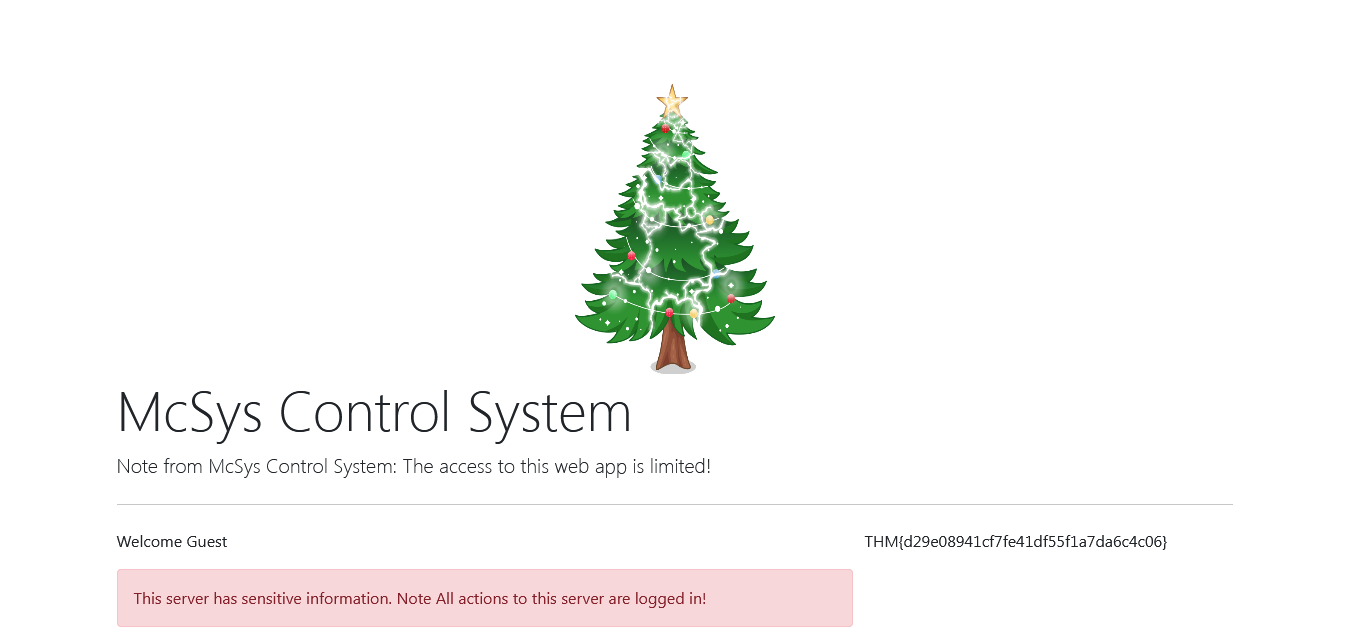 McSys Control System
Note from McSys Control System: The access to this web app is limited!
Welcome Guest
THM{d29e08941cf7fe41df55f1a7da6c4c06}
This server has sensitive information. Note All actions to this server are logged in!